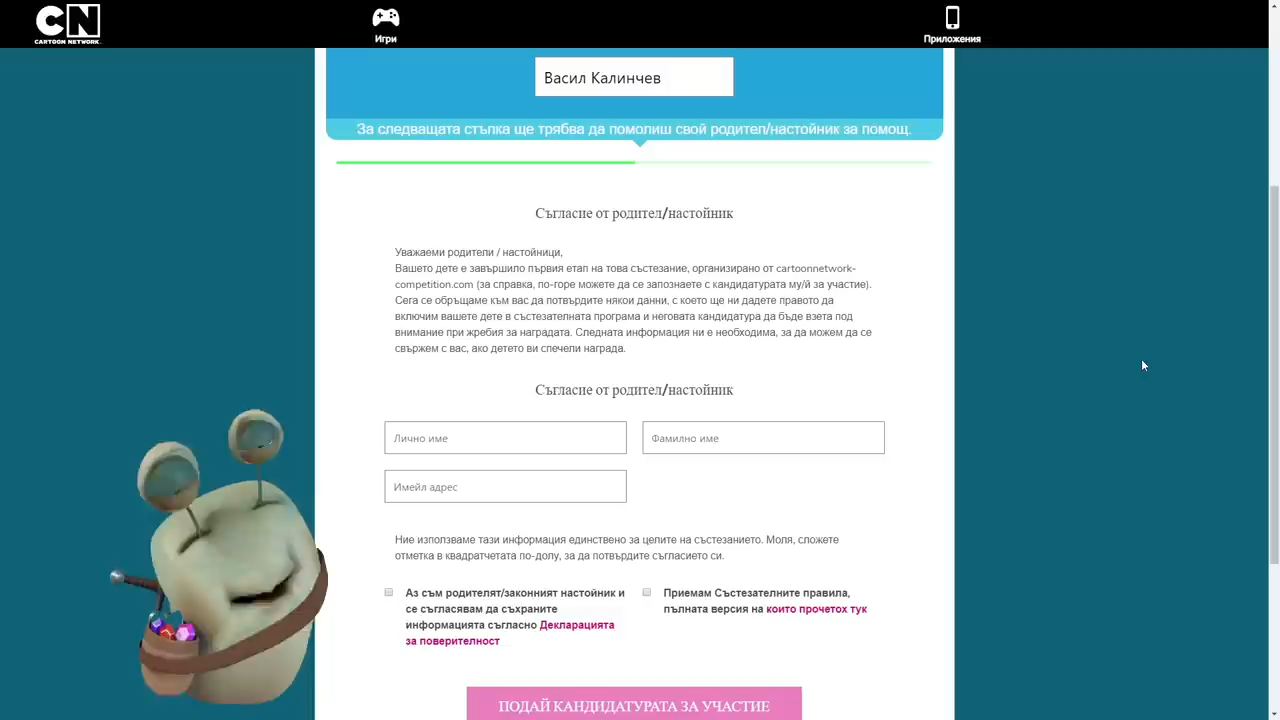 CN
CARTOON NETWORK
Игри
Приложения
Васил Калинчев
За следващата стъпка ще трябва да помолиш свой родител/настойник за помощ.
Съгласие от родител/настойник
Уважаеми родители / настойници,
Вашето дете е завършило първия етап на това състезание, организирано от cartoonnetwork-
competition.com (за справка, по-горе можете да се запознаете с кандидатурата му/й за участие).
Сега се обръщаме към вас да потвърдите някои данни, с което ще ни дадете правото да
включим вашете дете в състезателната програма и неговата кандидатура да бъде взета под
внимание при жребия за наградата. Следната информация ни е необходима, за да можем да се
свържем с вас, ако детето ви спечели награда.
Съгласие от родител/настойник
Лично име
Фамилно име
Имейл адрес
Ние използваме тази информация единствено за целите на състезанието. Моля, сложете
отметка в квадратчетата по-долу, за да потвърдите съгласието си.
Аз съм родителят/законният настойник и
се съгласявам да съхраните
информацията съгласно Декларацията
за поверителност
Приемам Състезателните правила,
пълната версия на които прочетох тук
ПОДАЙ КАНДИДАТУРАТА ЗА УЧАСТИЕ